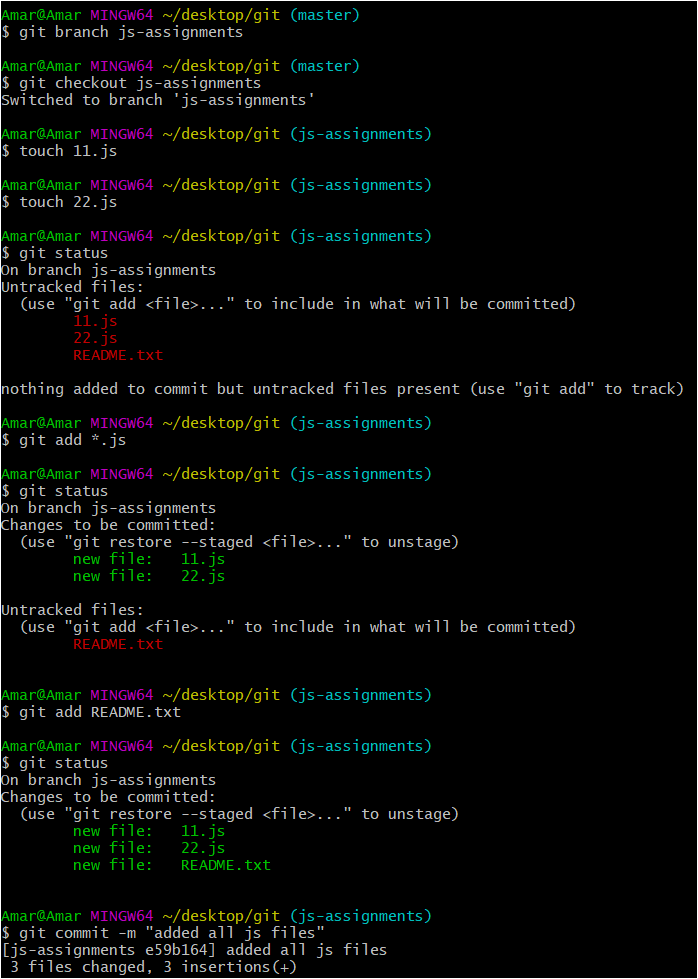 Amar@Amar MINGW64 ~/desktop/git (master)
$ git branch js-assignments
Amar@Amar MINGW64 ~/desktop/git (master)
$ git checkout js-assignments
Switched to branch 'js-assignments'
Amar@Amar MINGW64 ~/desktop/git (js-assignments)
$ touch 11.js
Amar@Amar MINGW64 ~/desktop/git (js-assignments)
$ touch 22.js
Amar@Amar MINGW64 ~/desktop/git (js-assignments)
$ git status
On branch js-assignments
Untracked files:
  (use "git add <file>..." to include in what will be committed)
        11.js
        22.js
        README.txt
nothing added to commit but untracked files present (use "git add" to track)
Amar@Amar MINGW64 ~/desktop/git (js-assignments)
$ git add *.js
Amar@Amar MINGW64 ~/desktop/git (js-assignments)
$ git status
On branch js-assignments
Changes to be committed:
  (use "git restore --staged <file>..." to unstage)
        new file:   11.js
        new file:   22.js
Untracked files:
  (use "git add <file>..." to include in what will be committed)
        README.txt
Amar@Amar MINGW64 ~/desktop/git (js-assignments)
$ git add README.txt
Amar@Amar MINGW64 ~/desktop/git (js-assignments)
$ git status
On branch js-assignments
Changes to be committed:
  (use "git restore --staged <file>..." to unstage)
        new file:   11.js
        new file:   22.js
        new file:   README.txt
Amar@Amar MINGW64 ~/desktop/git (js-assignments)
$ git commit -m "added all js files"
[js-assignments e59b164] added all js files
 3 files changed, 3 insertions(+)